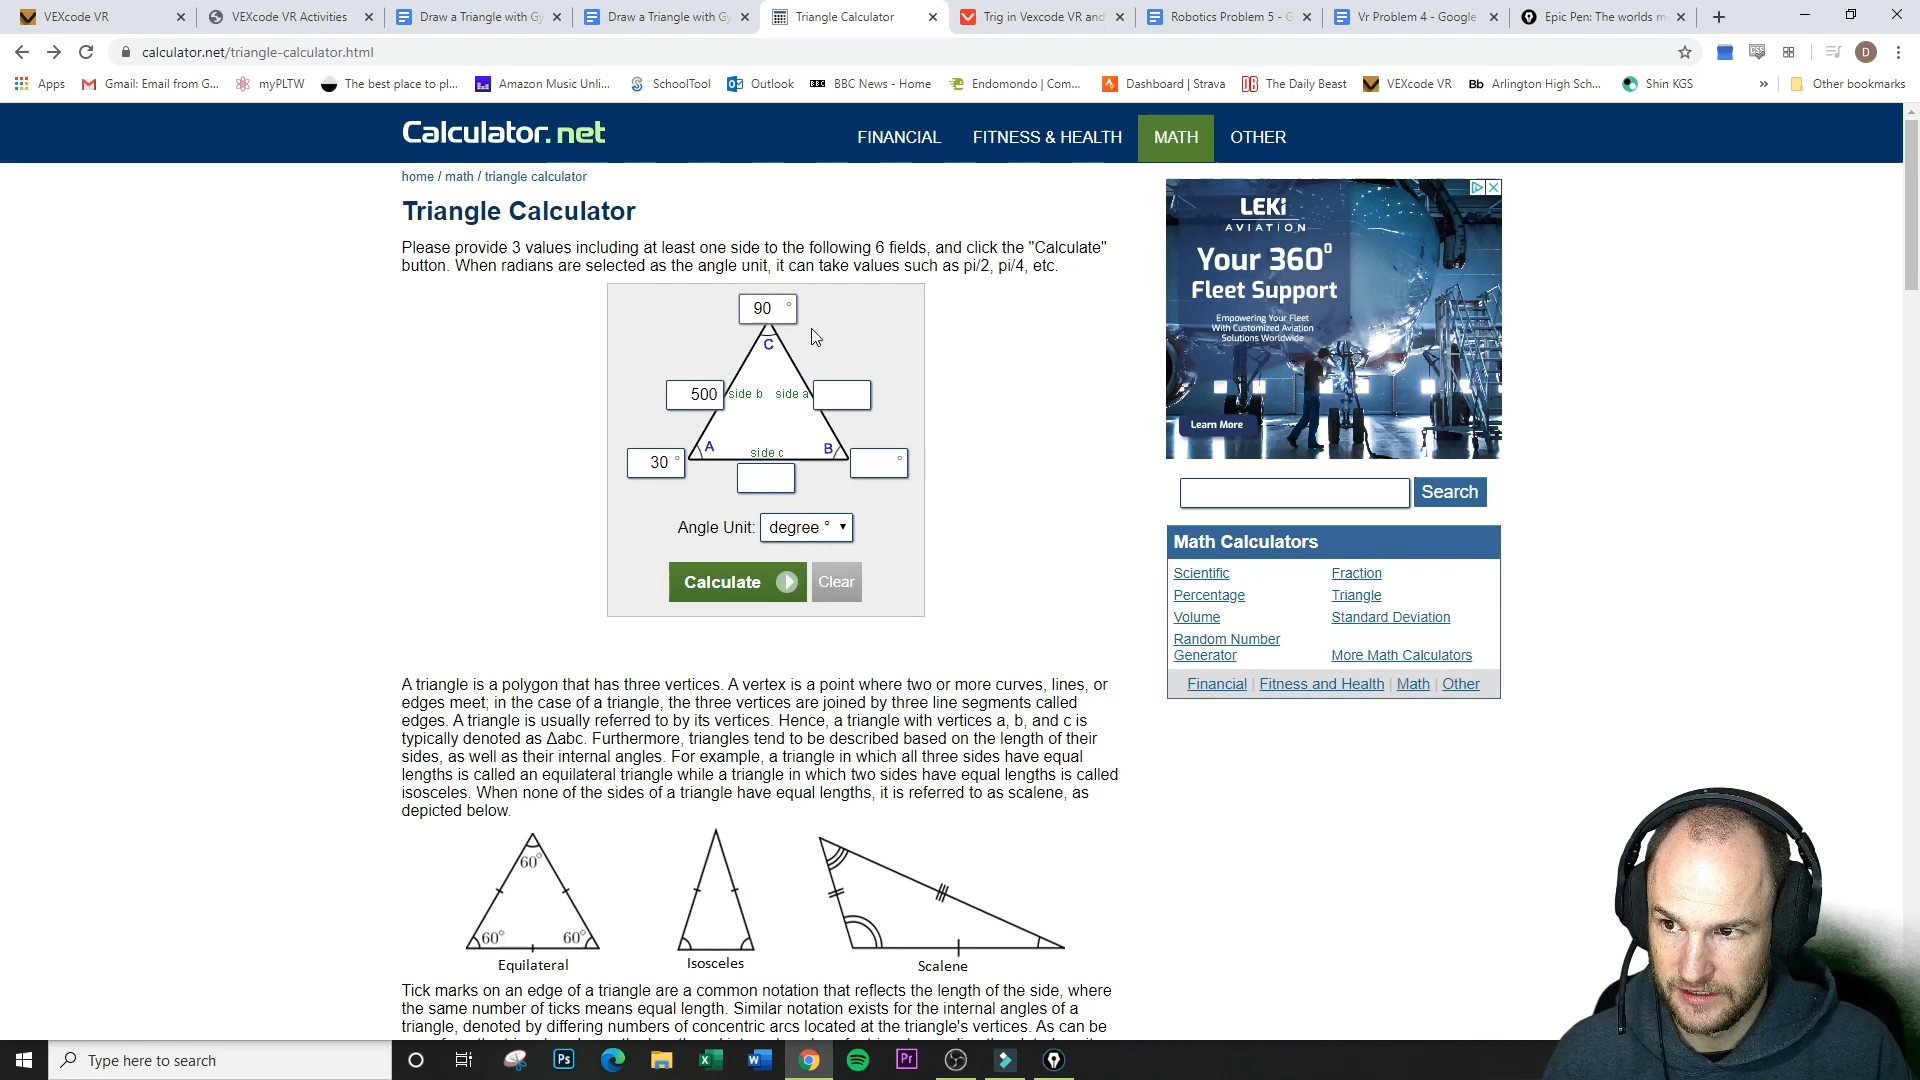 VEXcode VR
VEXcode VR Activities
Draw a Triangle with Gy
Draw a Triangle with Gy
Triangle Calculator
Trig in Vexcode VR and
Robotics Problem 5 - G
Vr Problem 4 - Google
Epic Pen: The worlds m
calculator.net/triangle-calculator.html
D
Apps
Gmail: Email from G...
myPLTW
The best place to pl...
Amazon Music Unli...
SchoolTool
Outlook
BBC
BBC News - Home
Endomondo | Com...
Dashboard | Strava
The Daily Beast
VEXcode VR
Bb
Arlington High Sch...
Shin KGS
»
Other bookmarks
Calculator.net
FINANCIAL
FITNESS & HEALTH
MATH
OTHER
home / math / triangle calculator
Triangle Calculator
Please provide 3 values including at least one side to the following 6 fields, and click the "Calculate"
button. When radians are selected as the angle unit, it can take values such as pi/2, pi/4, etc.
90 °
C
500
side b
side a
A
B
30 °
side c
°
Angle Unit: degree °
Calculate
Clear
LEKi
AVIATION
Your 360°
Fleet Support
Empowering Your Fleet
With Customized Aviation
Solutions Worldwide
Learn More
Search
Math Calculators
Scientific
Fraction
Percentage
Triangle
Volume
Standard Deviation
Random Number
Generator
More Math Calculators
Financial | Fitness and Health | Math | Other
A triangle is a polygon that has three vertices. A vertex is a point where two or more curves, lines, or
edges meet; in the case of a triangle, the three vertices are joined by three line segments called
edges. A triangle is usually referred to by its vertices. Hence, a triangle with vertices a, b, and c is
typically denoted as Δabc. Furthermore, triangles tend to be described based on the length of their
sides, as well as their internal angles. For example, a triangle in which all three sides have equal
lengths is called an equilateral triangle while a triangle in which two sides have equal lengths is called
isosceles. When none of the sides of a triangle have equal lengths, it is referred to as scalene, as
depicted below.
60°
60°
60°
Equilateral
Isosceles
Scalene
Tick marks on an edge of a triangle are a common notation that reflects the length of the side, where
the same number of ticks means equal length. Similar notation exists for the internal angles of a
triangle, denoted by differing numbers of concentric arcs located at the triangle's vertices. As can be
Type here to search
Ps
Pr